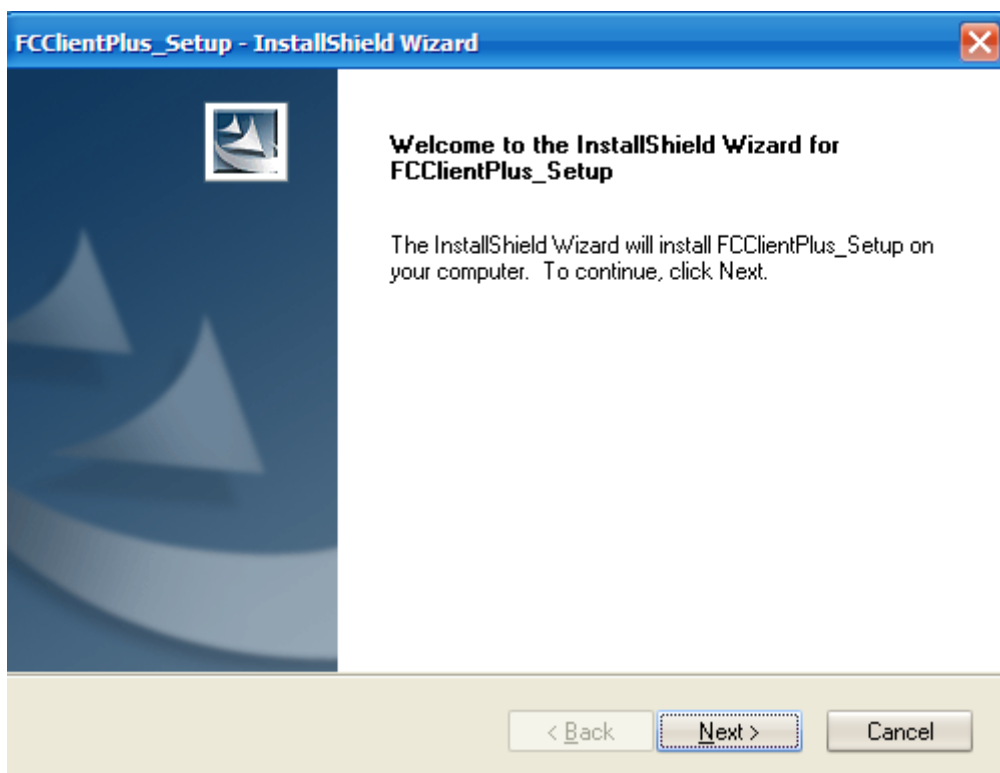 FCClientPlus_Setup - InstallShield Wizard
Welcome to the InstallShield Wizard for
FCClientPlus_Setup
The InstallShield Wizard will install FCClientPlus_Setup on
your computer.  To continue, click Next.
< Back Next > Cancel